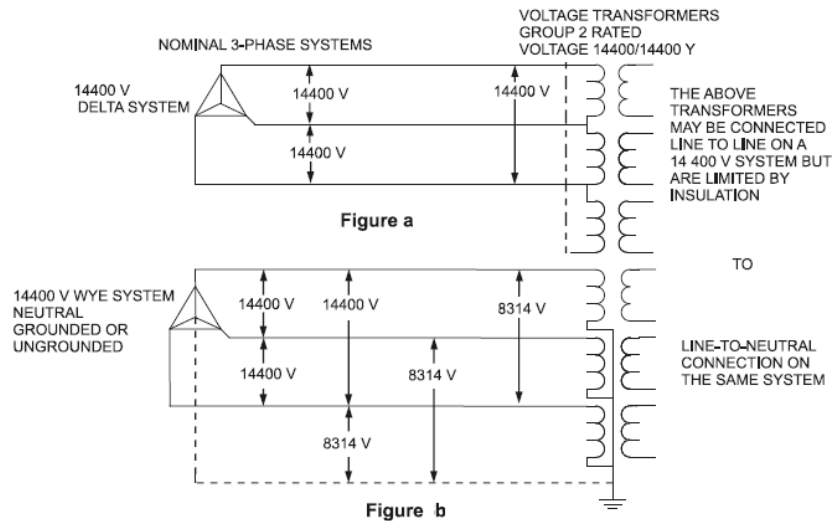 VOLTAGE TRANSFORMERS
GROUP 2 RATED
VOLTAGE 14400/14400 Y
NOMINAL 3-PHASE SYSTEMS
14400 V
DELTA SYSTEM
14400 V
14400 V
14400 V
THE ABOVE
TRANSFORMERS
MAY BE CONNECTED
LINE TO LINE ON A
14 400 V SYSTEM BUT
ARE LIMITED BY
INSULATION
Figure a
TO
14400 V WYE SYSTEM
NEUTRAL
GROUNDED OR
UNGROUNDED
14400 V
14400 V
8314 V
14400 V
8314 V
8314 V
LINE-TO-NEUTRAL
CONNECTION ON
THE SAME SYSTEM
Figure b